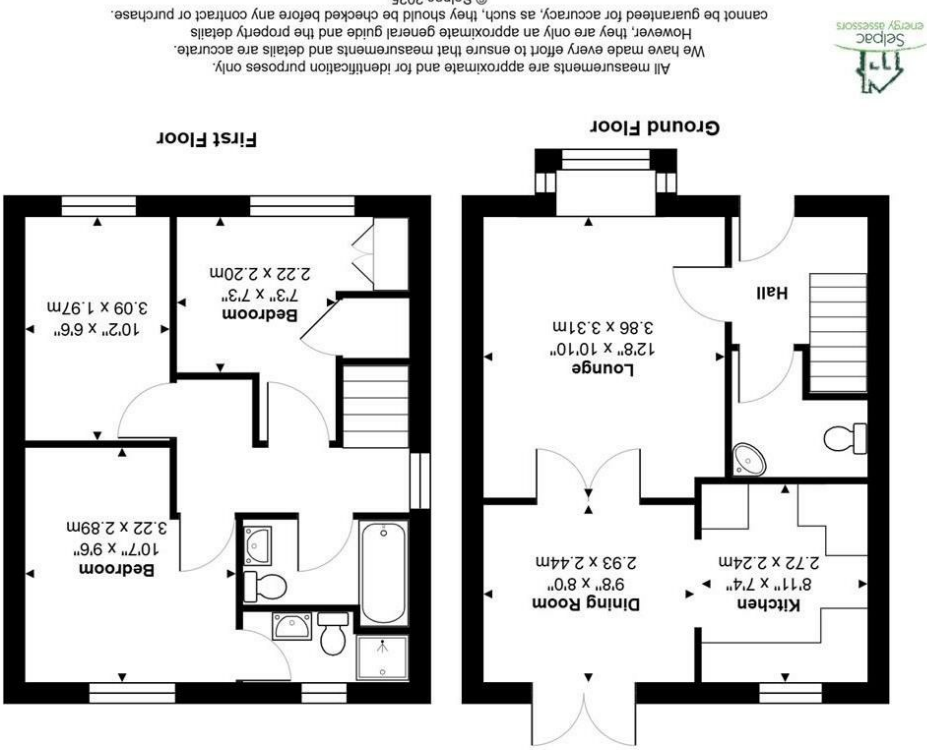 Kitchen
8'11" x 7'4"
2.72 x 2.24m
Dining Room
9'8" x 8'0"
2.93 x 2.44m
Lounge
12'8" x 10'10"
3.86 x 3.31m
Hall
Ground Floor
Bedroom
10'7" x 9'6"
3.22 x 2.89m
Bedroom
7'3" x 7'3"
2.22 x 2.20m
10'2" x 6'6"
3.09 x 1.97m
First Floor
Selpac
energy assessors
All measurements are approximate and for identification purposes only.
We have made every effort to ensure that measurements and details are accurate.
However, they are only an approximate general guide and the property details
cannot be guaranteed for accuracy, as such, they should be checked before any contract or purchase.
© Selpac 2025